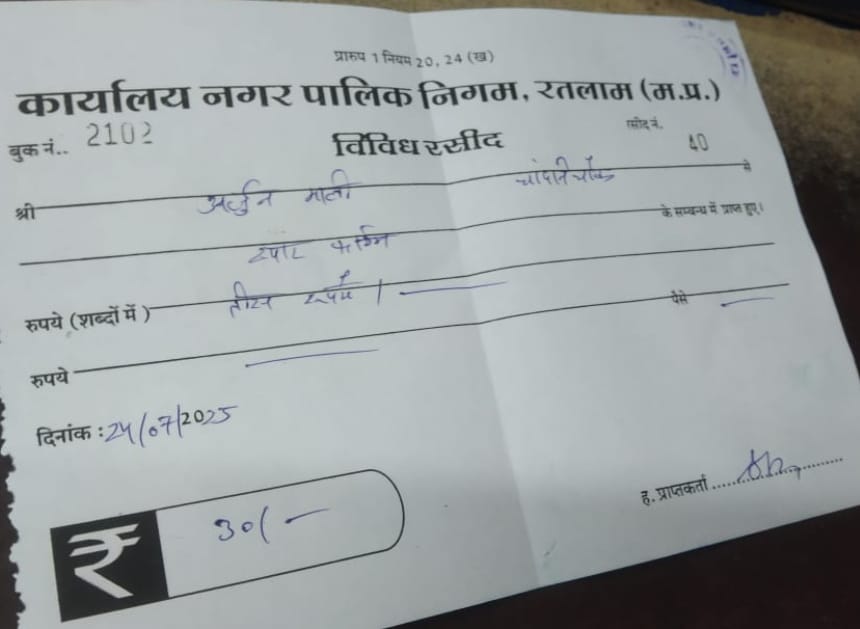 प्रारुप 1 नियम 20, 24 (ख)
कार्यालय नगर पालिक निगम, रतलाम (म.प्र.)
बुक नं.. 2102 विविध रसीद रसीद नं. 40
श्री अर्जुन माली चांदनी चौक से
स्पॉट फाईन के सम्बन्ध में प्राप्त हुए।
रुपये (शब्दों में) तीस रुपये / —
रुपये — पैसे —
दिनांक : 24/07/2025
ह. प्राप्तकर्ता
₹ 30/-